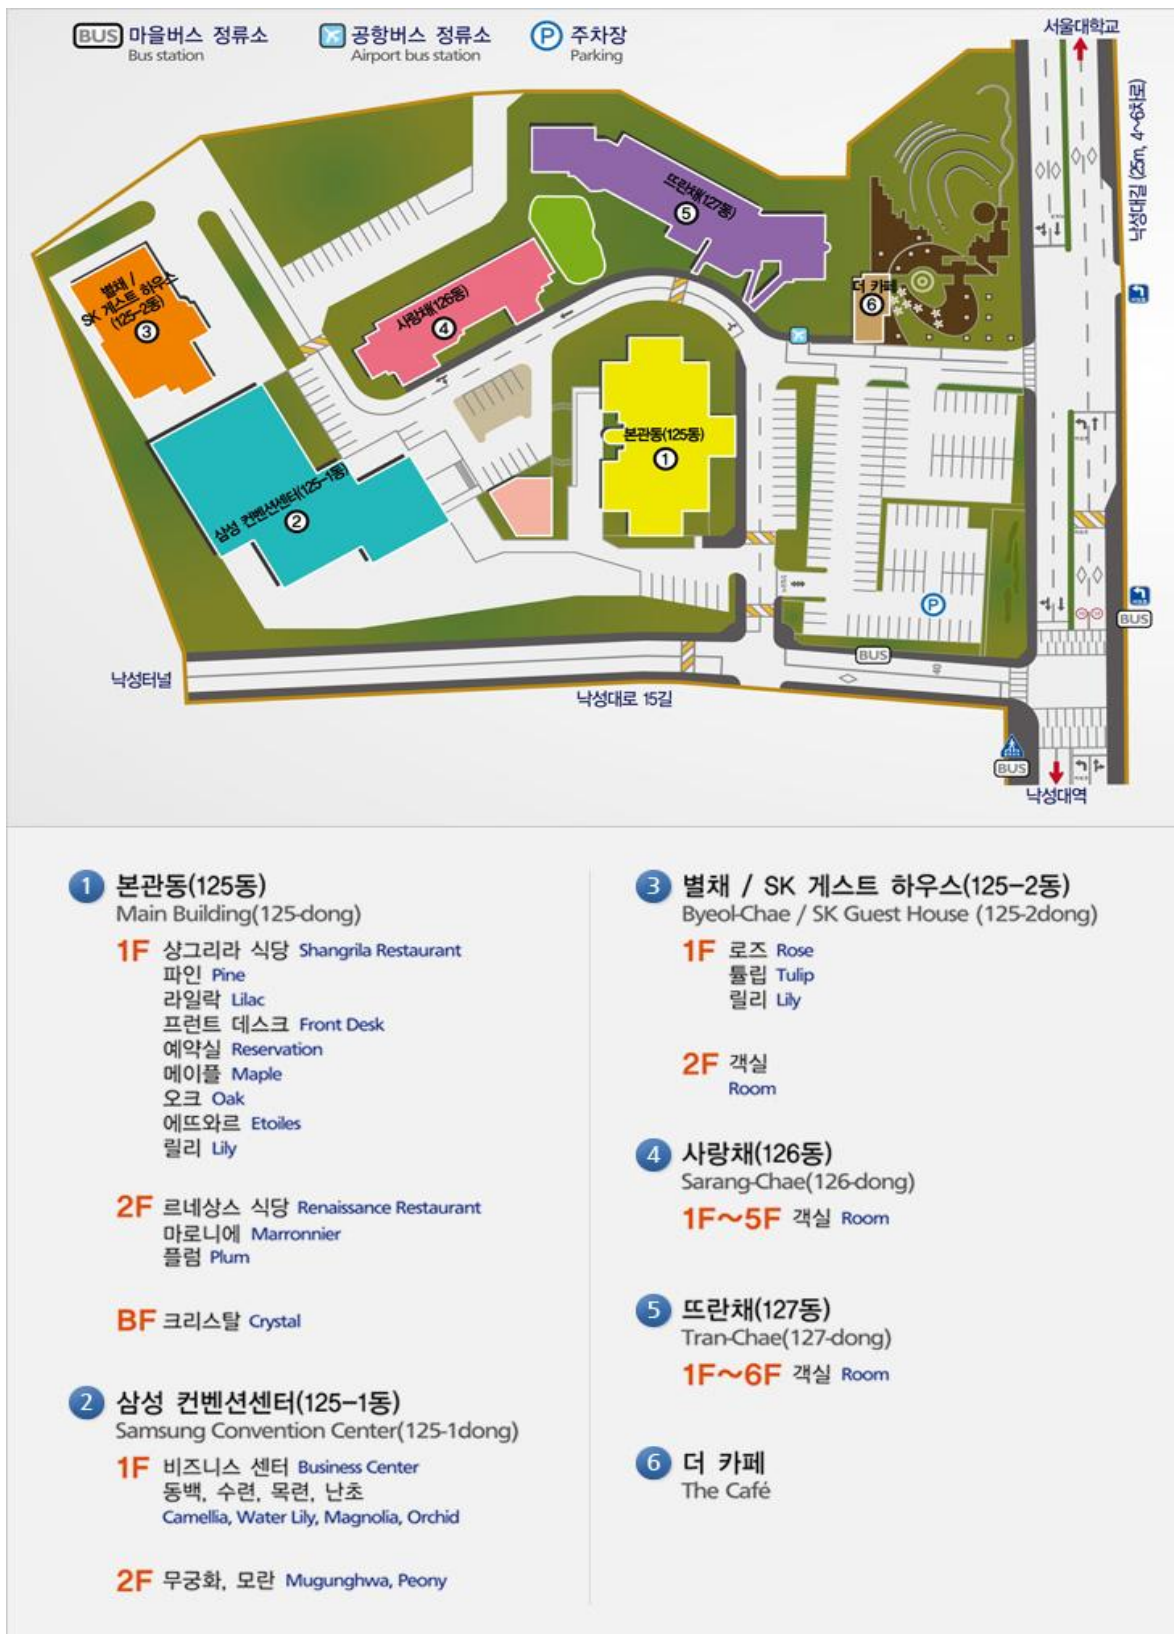 BUS 마을버스 정류소
Bus station
공항버스 정류소
Airport bus station
P 주차장
Parking
서울대학교
낙성대길 (25m, 4~6차로)
뜨란채(127동)
5
별채 /
SK 게스트 하우스
(125-2동)
3
사랑채(126동)
4
더 카페
6
본관동(125동)
1
삼성 컨벤션센터(125-1동)
2
P
BUS
BUS
40
낙성터널
낙성대로 15길
BUS
낙성대역
1 본관동(125동)
Main Building(125-dong)
1F 샹그리라 식당 Shangrila Restaurant
파인 Pine
라일락 Lilac
프런트 데스크 Front Desk
예약실 Reservation
메이플 Maple
오크 Oak
에뜨와르 Etoiles
릴리 Lily
2F 르네상스 식당 Renaissance Restaurant
마로니에 Marronnier
플럼 Plum
BF 크리스탈 Crystal
2 삼성 컨벤션센터(125-1동)
Samsung Convention Center(125-1dong)
1F 비즈니스 센터 Business Center
동백, 수련, 목련, 난초
Camellia, Water Lily, Magnolia, Orchid
2F 무궁화, 모란 Mugunghwa, Peony
3 별채 / SK 게스트 하우스(125-2동)
Byeol-Chae / SK Guest House (125-2dong)
1F 로즈 Rose
튤립 Tulip
릴리 Lily
2F 객실
Room
4 사랑채(126동)
Sarang-Chae(126-dong)
1F~5F 객실 Room
5 뜨란채(127동)
Tran-Chae(127-dong)
1F~6F 객실 Room
6 더 카페
The Café